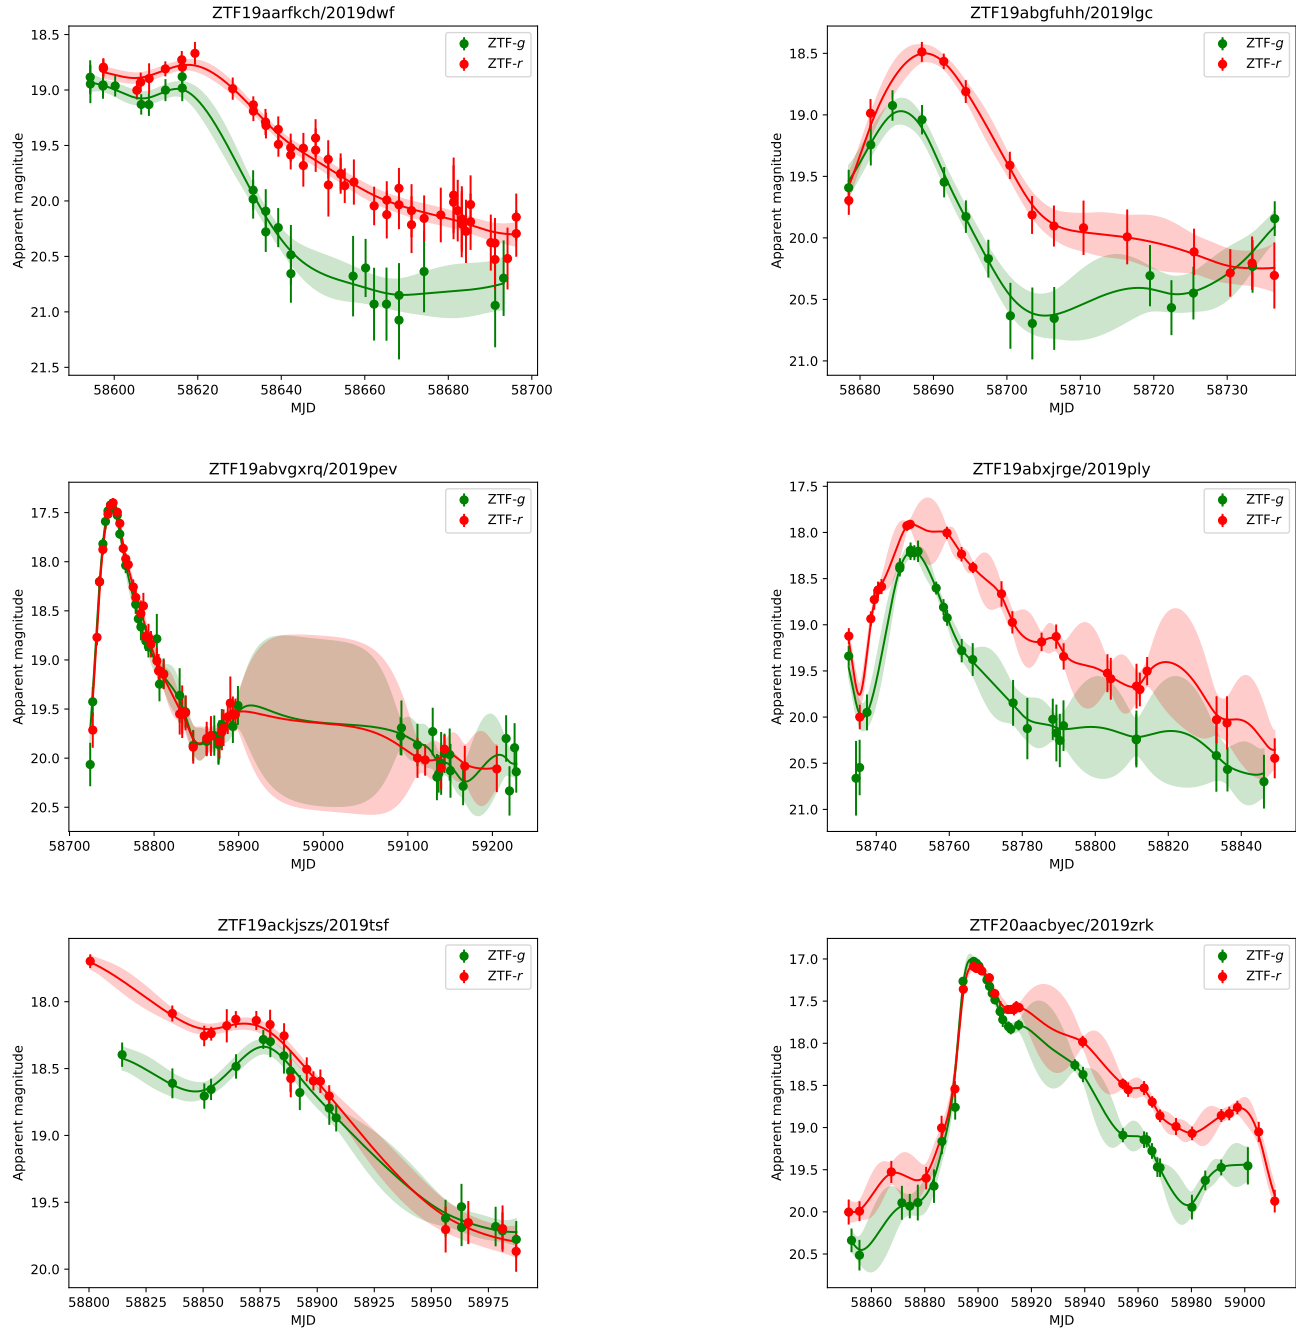 ZTF19aarfkch/2019dwf
18.5
19.0
19.5
20.0
20.5
21.0
21.5
Apparent magnitude
ZTF-g
ZTF-r
58600 58620 58640 58660 58680 58700
MJD
ZTF19abgfuhh/2019lgc
18.5
19.0
19.5
20.0
20.5
21.0
Apparent magnitude
ZTF-g
ZTF-r
58680 58690 58700 58710 58720 58730
MJD
ZTF19abvgxrq/2019pev
17.5
18.0
18.5
19.0
19.5
20.0
20.5
Apparent magnitude
ZTF-g
ZTF-r
58700 58800 58900 59000 59100 59200
MJD
ZTF19abxjrge/2019ply
17.5
18.0
18.5
19.0
19.5
20.0
20.5
21.0
Apparent magnitude
ZTF-g
ZTF-r
58740 58760 58780 58800 58820 58840
MJD
ZTF19ackjszs/2019tsf
18.0
18.5
19.0
19.5
20.0
Apparent magnitude
ZTF-g
ZTF-r
58800 58825 58850 58875 58900 58925 58950 58975
MJD
ZTF20aacbyec/2019zrk
17.0
17.5
18.0
18.5
19.0
19.5
20.0
20.5
Apparent magnitude
ZTF-g
ZTF-r
58860 58880 58900 58920 58940 58960 58980 59000
MJD